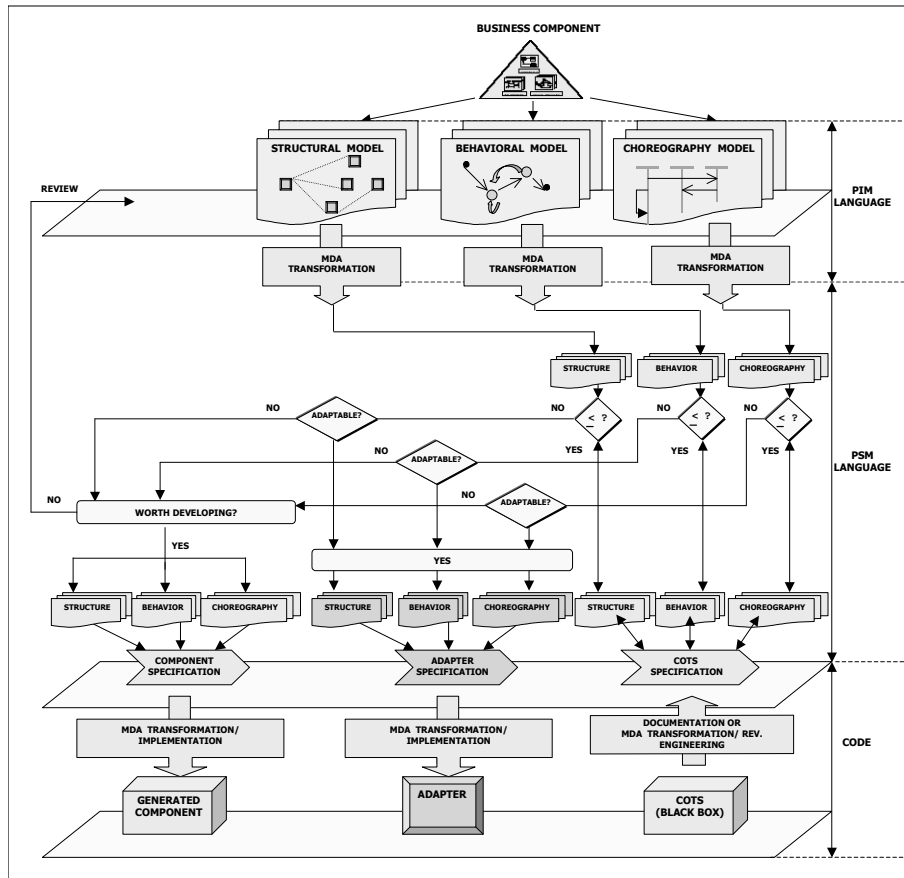 BUSINESS COMPONENT
STRUCTURAL MODEL
BEHAVIORAL MODEL
CHOREOGRAPHY MODEL
REVIEW
PIM
LANGUAGE
MDA
TRANSFORMATION
MDA
TRANSFORMATION
MDA
TRANSFORMATION
STRUCTURE
BEHAVIOR
CHOREOGRAPHY
NO
ADAPTABLE?
NO
< ?
NO
< ?
NO
< ?
YES
YES
YES
PSM
LANGUAGE
NO
ADAPTABLE?
NO
NO
ADAPTABLE?
WORTH DEVELOPING?
YES
YES
STRUCTURE
BEHAVIOR
CHOREOGRAPHY
STRUCTURE
BEHAVIOR
CHOREOGRAPHY
STRUCTURE
BEHAVIOR
CHOREOGRAPHY
COMPONENT
SPECIFICATION
ADAPTER
SPECIFICATION
COTS
SPECIFICATION
MDA TRANSFORMATION/
IMPLEMENTATION
MDA TRANSFORMATION/
IMPLEMENTATION
DOCUMENTATION OR
MDA TRANSFORMATION/ REV.
ENGINEERING
CODE
GENERATED
COMPONENT
ADAPTER
COTS
(BLACK BOX)